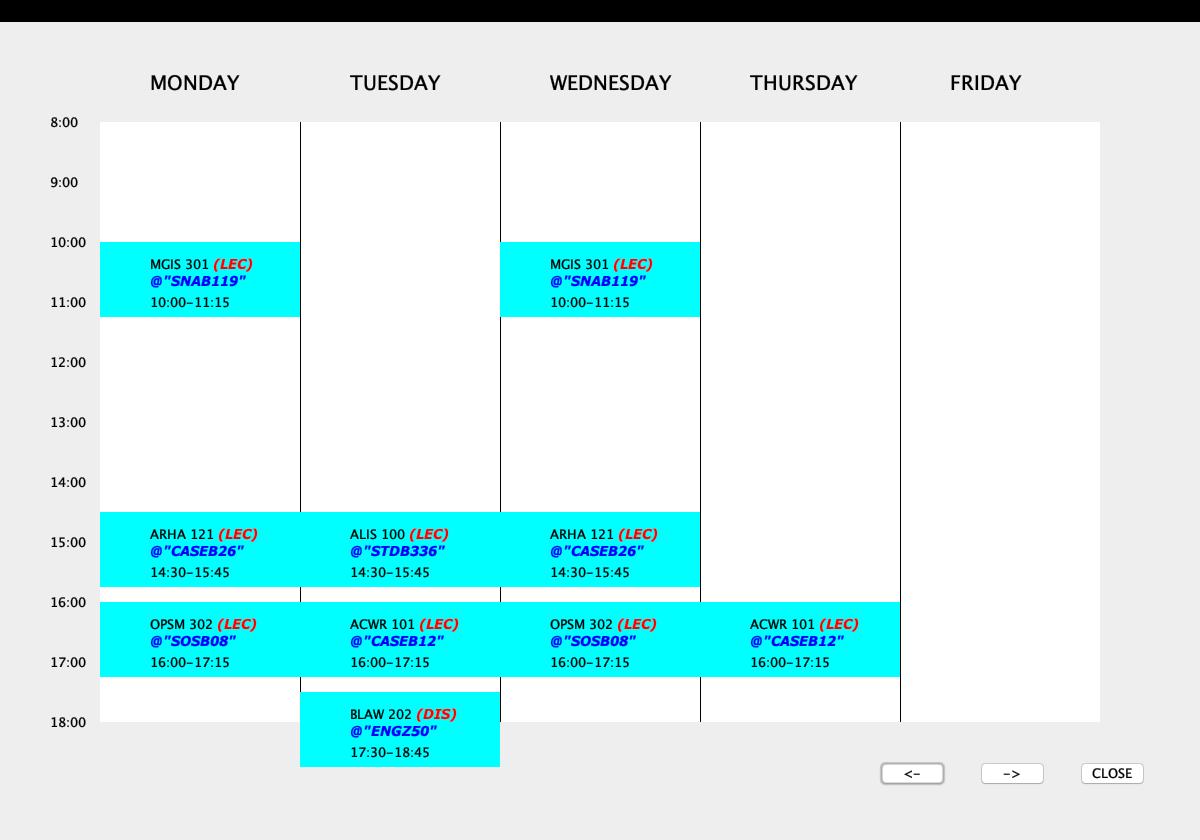 MONDAY TUESDAY WEDNESDAY THURSDAY FRIDAY
8:00
9:00
10:00
MGIS 301 (LEC) MGIS 301 (LEC)
@"SNAB119" @"SNAB119"
11:00 10:00-11:15 10:00-11:15
12:00
13:00
14:00
ARHA 121 (LEC) ALIS 100 (LEC) ARHA 121 (LEC)
15:00 @"CASEB26" @"STDB336" @"CASEB26"
14:30-15:45 14:30-15:45 14:30-15:45
16:00
OPSM 302 (LEC) ACWR 101 (LEC) OPSM 302 (LEC) ACWR 101 (LEC)
@"SOSB08" @"CASEB12" @"SOSB08" @"CASEB12"
17:00 16:00-17:15 16:00-17:15 16:00-17:15 16:00-17:15
BLAW 202 (DIS)
18:00 @"ENGZ50"
17:30-18:45
<- -> CLOSE